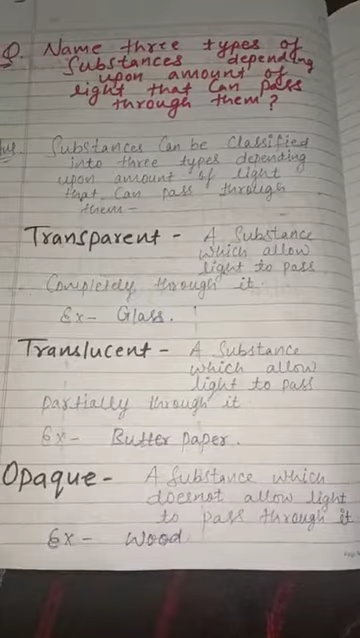 Q. Name three types of
Substances depending
upon amount of
light that can pass
through them?
Ans. Substances Can be Classified
into three types depending
upon amount of light
that Can pass through
them-
Transparent - A Substance
which allow
light to pass
Completely through it.
Ex- Glass.
Translucent - A Substance
which allow
light to pass
partially through it
Ex- Butter paper.
Opaque - A Substance which
doesnot allow light
to pass through it
Ex- Wood.